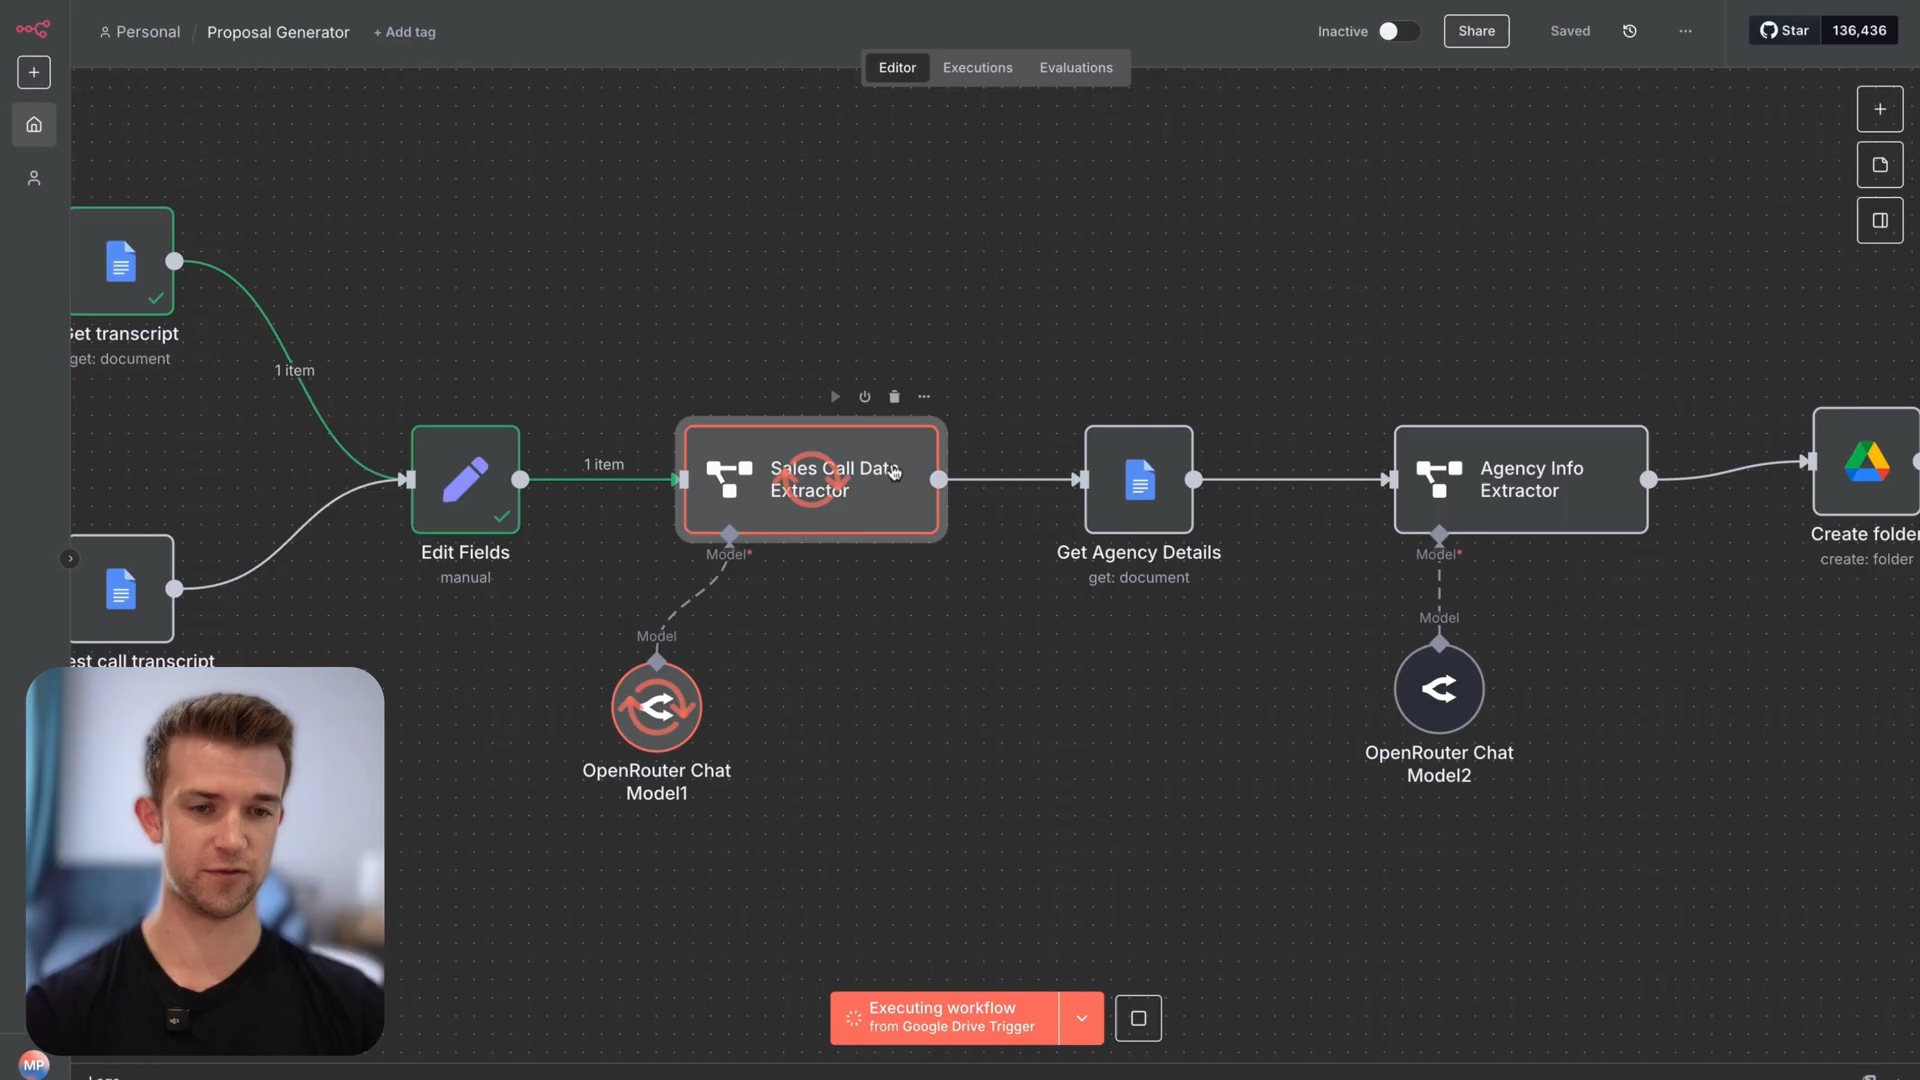 Personal / Proposal Generator + Add tag
Inactive
Share
Saved
Star 136,436
Editor Executions Evaluations
Get transcript
get: document
1 item
Edit Fields
manual
1 item
Sales Call Data
Extractor
Model*
Model
OpenRouter Chat
Model1
Get Agency Details
get: document
Agency Info
Extractor
Model*
Model
OpenRouter Chat
Model2
Create folder
create: folder
est call transcript
Executing workflow
from Google Drive Trigger
MP